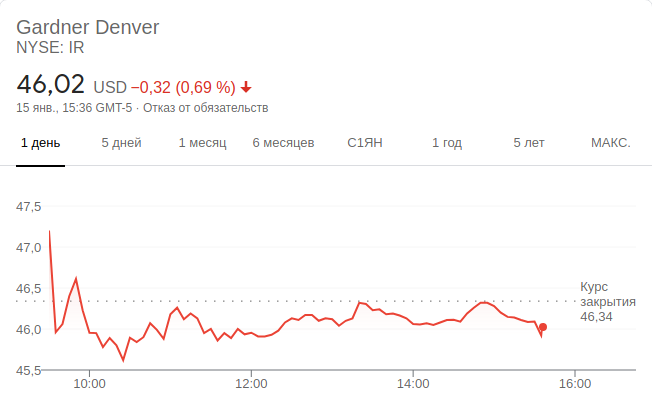 Gardner Denver
NYSE: IR
46,02 USD −0,32 (0,69 %)
15 янв., 15:36 GMT-5 · Отказ от обязательств
1 день 5 дней 1 месяц 6 месяцев С1ЯН 1 год 5 лет МАКС.
47,5
47,0
46,5
46,0
45,5
Курс
закрытия
46,34
10:00 12:00 14:00 16:00